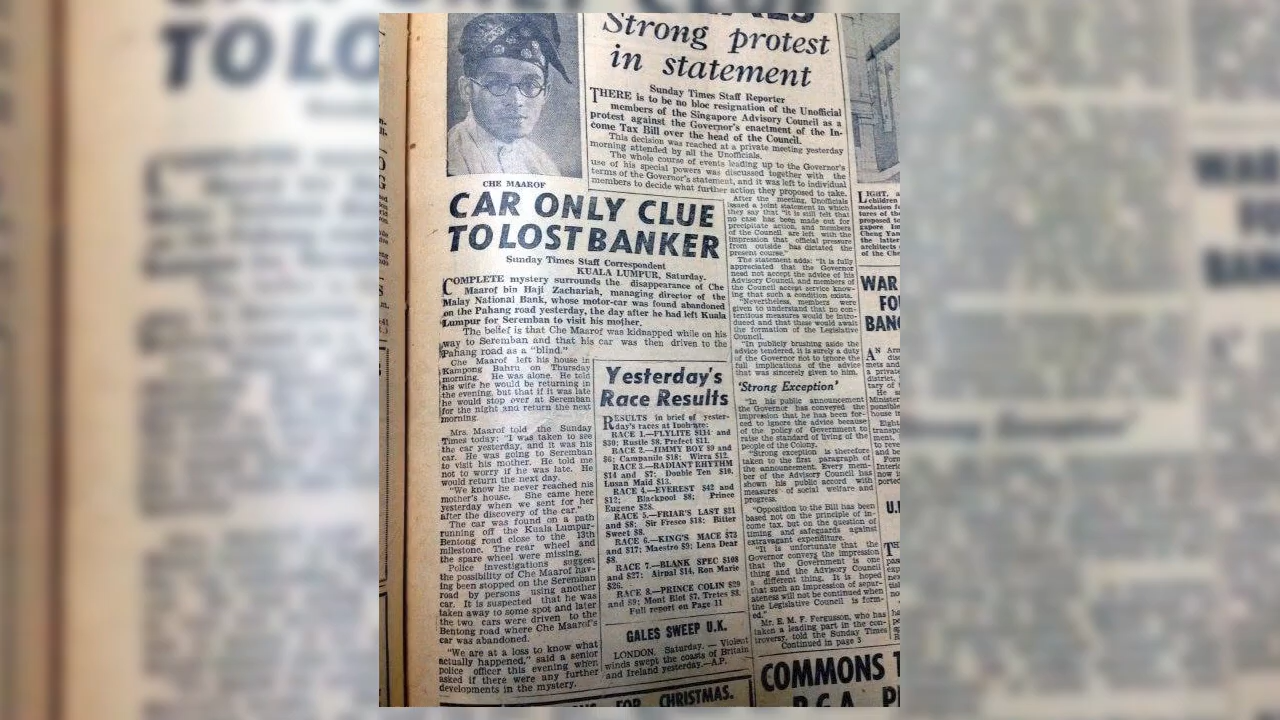 Strong protest
in statement
Sunday Times Staff Reporter
THERE is to be no bloc resignation of the Unofficial
members of the Singapore Advisory Council as a
protest against the Governor's enactment of the In-
come Tax Bill over the head of the Council.
This decision was reached at a private meeting yesterday
morning attended by all the Unofficials.
The whole course of events leading up to the Governor's
use of his special powers was discussed together with the
terms of the Governor's statement, and it was left to individual
members to decide what further action they proposed to take.
After the meeting, Unofficials
issued a joint statement in which
they say that "it is still felt that
no case has been made out for
precipitate action, and members
of the Council are left with the
impression that official pressure
from outside has dictated the
present course."
The statement adds: "It is fully
appreciated that the Governor
need not accept the advice of his
Advisory Council, and members of
the Council accept service know-
ing that such a condition exists.
"Nevertheless, members were
given to understand that no con-
tentious measures would be intro-
duced and that these would await
the formation of the Legislative
Council.
"In publicly brushing aside the
advice tendered, it is surely a duty
of the Governor not to ignore the
full implications of the advice
that was sincerely given to him.
'Strong Exception'
"In his public announcement
the Governor has conveyed the
impression that he has been for-
ced to ignore the advice because
of the policy of Government to
raise the standard of living of the
people of the Colony.
"Strong exception is therefore
taken to the first paragraph of
the announcement. Every mem-
ber of the Advisory Council has
shown his public accord with
measures of social welfare and
progress.
"Opposition to the Bill has been
based not on the principle of in-
come tax, but on the question of
timing and safeguards against
extravagant expenditure.
"It is unfortunate that the
Governor conveys the impression
that the Government is one
thing and the Advisory Council
a different thing. It is hoped
that such an impression of separ-
ateness will not be continued when
the Legislative Council is form-
ed."
Mr. E. M. F. Fergusson, who has
taken a leading part in the con-
troversy, told the Sunday Times
Continued in page 3
CHE MAAROF
CAR ONLY CLUE
TO LOST BANKER
Sunday Times Staff Correspondent
KUALA LUMPUR, Saturday.
COMPLETE mystery surrounds the disappearance of Che
Maarof bin Haji Zachariah, managing director of the
Malay National Bank, whose motor-car was found abandoned
on the Pahang road yesterday, the day after he had left Kuala
Lumpur for Seremban to visit his mother.
The belief is that Che Maarof was kidnapped while on his
way to Seremban and that his car was then driven to the
Pahang road as a "blind."
Che Maarof left his house in
Kampong Bahru on Thursday
morning. He was alone. He told
his wife he would be returning in
the evening, but that if it was late
he would stop over at Seremban
for the night and return the next
morning.
Mrs. Maarof told the Sunday
Times today: "I was taken to see
the car yesterday, and it was his
car. He was going to Seremban
to visit his mother. He told me
not to worry if he was late. He
would return the next day.
"We know he never reached his
mother's house. She came here
yesterday when we sent for her
after the discovery of the car."
The car was found on a path
running off the Kuala Lumpur-
Bentong road close to the 13th
milestone. The rear wheel and
the spare wheel were missing.
Police investigations suggest
the possibility of Che Maarof hav-
ing been stopped on the Seremban
road by persons using another
car. It is suspected that he was
taken away to some spot and later
the two cars were driven to the
Bentong road where Che Maarof's
car was abandoned.
"We are at a loss to know what
actually happened," said a senior
police officer this evening when
asked if there were any further
developments in the mystery.
Yesterday's
Race Results
RESULTS in brief of yester-
day's races at Ipoh are:
RACE 1.—FLYLITE $114 and
$30; Rustle $8, Prefect $11.
RACE 2.—JIMMY BOY $9 and
$6; Campanile $18; Witra $12.
RACE 3.—RADIANT RHYTHM
$14 and $7; Double Ten $10,
Lusan Maid $13.
RACE 4.—EVEREST $42 and
$12; Blackpool $8; Prince
Eugene $28.
RACE 5.—FRIAR'S LAST $21
and $8; Sir Fresco $18; Bitter
Sweet $8.
RACE 6.—KING'S MACE $73
and $17; Maestro $9; Lena Dear
$8.
RACE 7.—BLANK SPEC $108
and $27; Airpal $14, Ron Marie
$26.
RACE 8.—PRINCE COLIN $29
and $9; Mont Blot $7, Tretes $8.
Full report on Page 11
GALES SWEEP U.K.
LONDON, Saturday. — Violent
winds swept the coasts of Britain
and Ireland yesterday.—A.P.
FOR CHRISTMAS.
LIGHT, a
children
WAR
FO
BANG
AN Arm
U.
COMMONS T